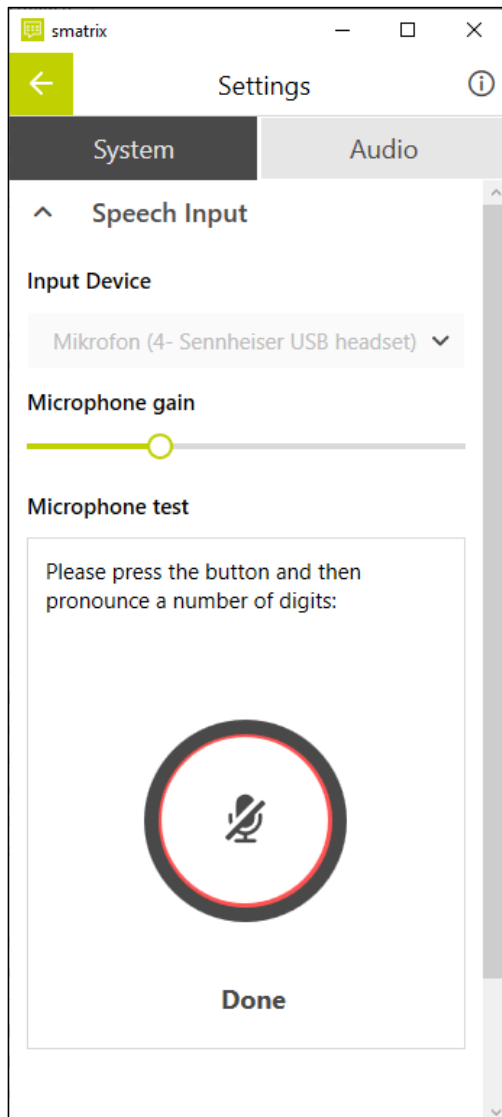 smatrix
Settings
System
Audio
Speech Input
Input Device
Mikrofon (4- Sennheiser USB headset)
Microphone gain
Microphone test
Please press the button and then
pronounce a number of digits:
Done